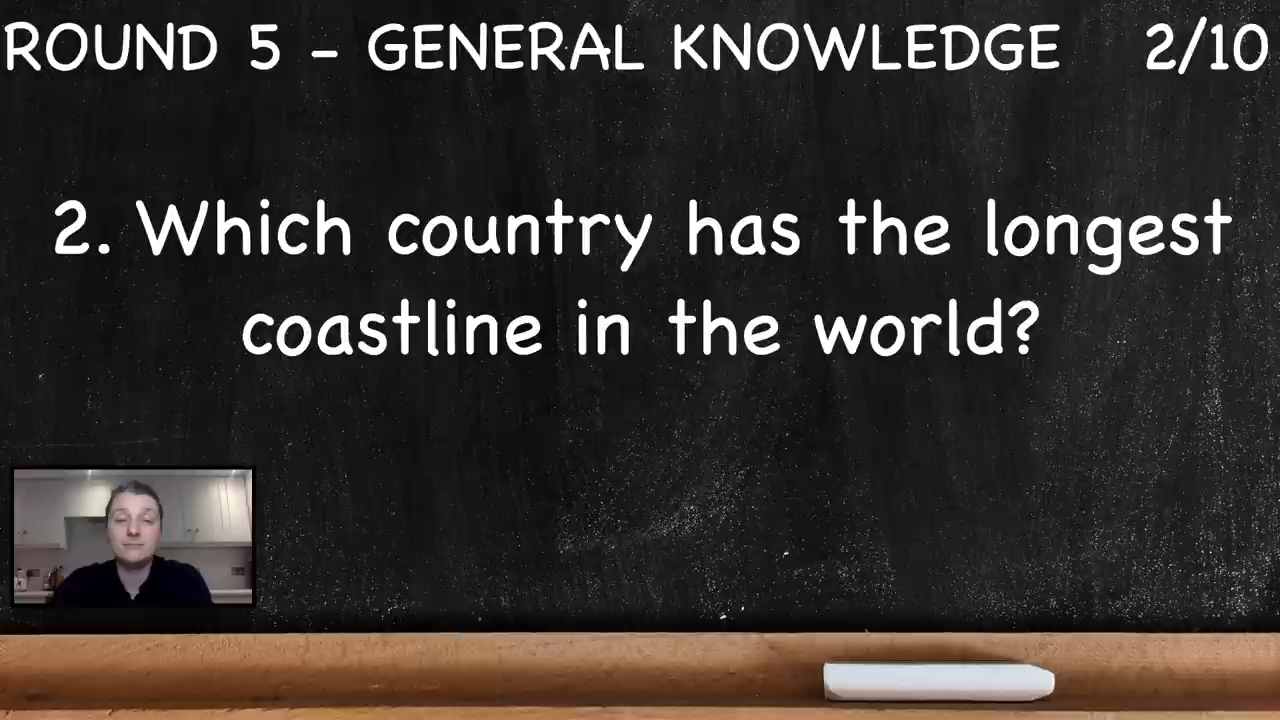 ROUND 5 - GENERAL KNOWLEDGE 2/10
2. Which country has the longest
coastline in the world?